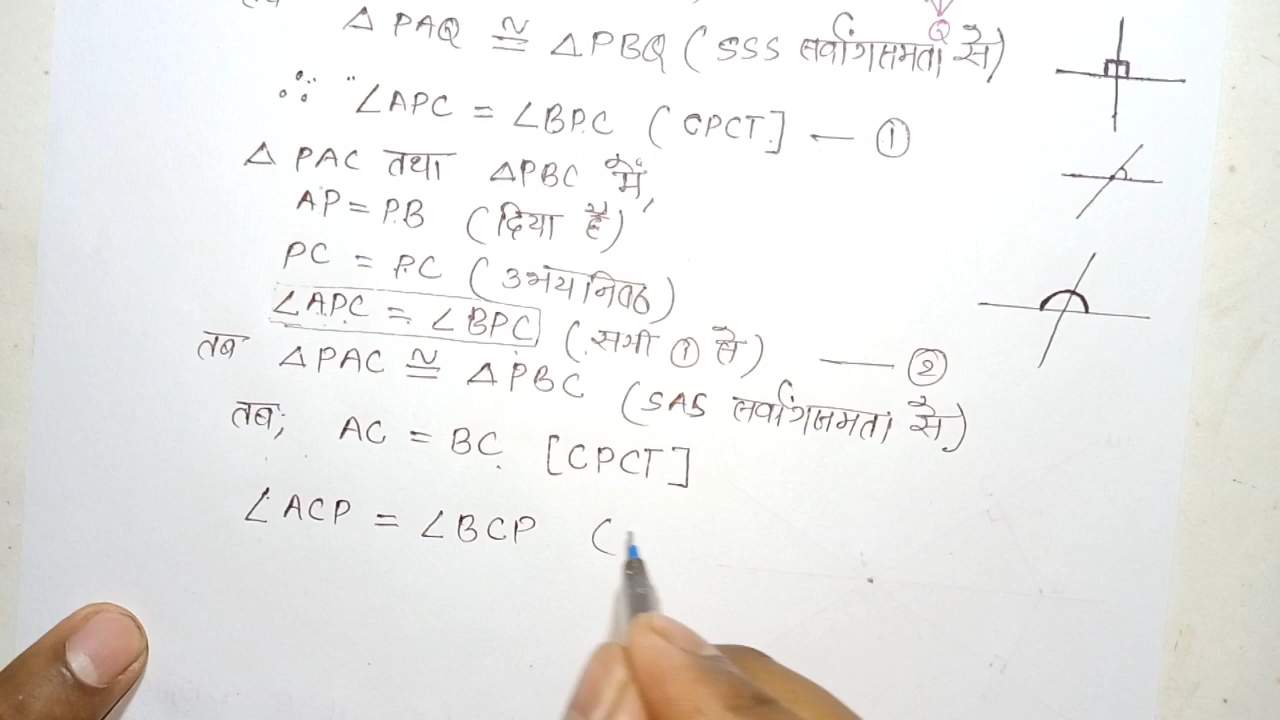 Q
△ PAQ ≅ △PBQ ( SSS सर्वांगसमता से)
∴ ∠APC = ∠BPC ( CPCT ] — ①
△ PAC तथा △PBC में,
AP = PB ( दिया है)
PC = PC ( उभयनिष्ठ )
∠APC = ∠BPC ( समी ① से ) — ②
तब △PAC ≅ △PBC ( SAS सर्वांगसमता से )
तब; AC = BC [CPCT]
∠ACP = ∠BCP (